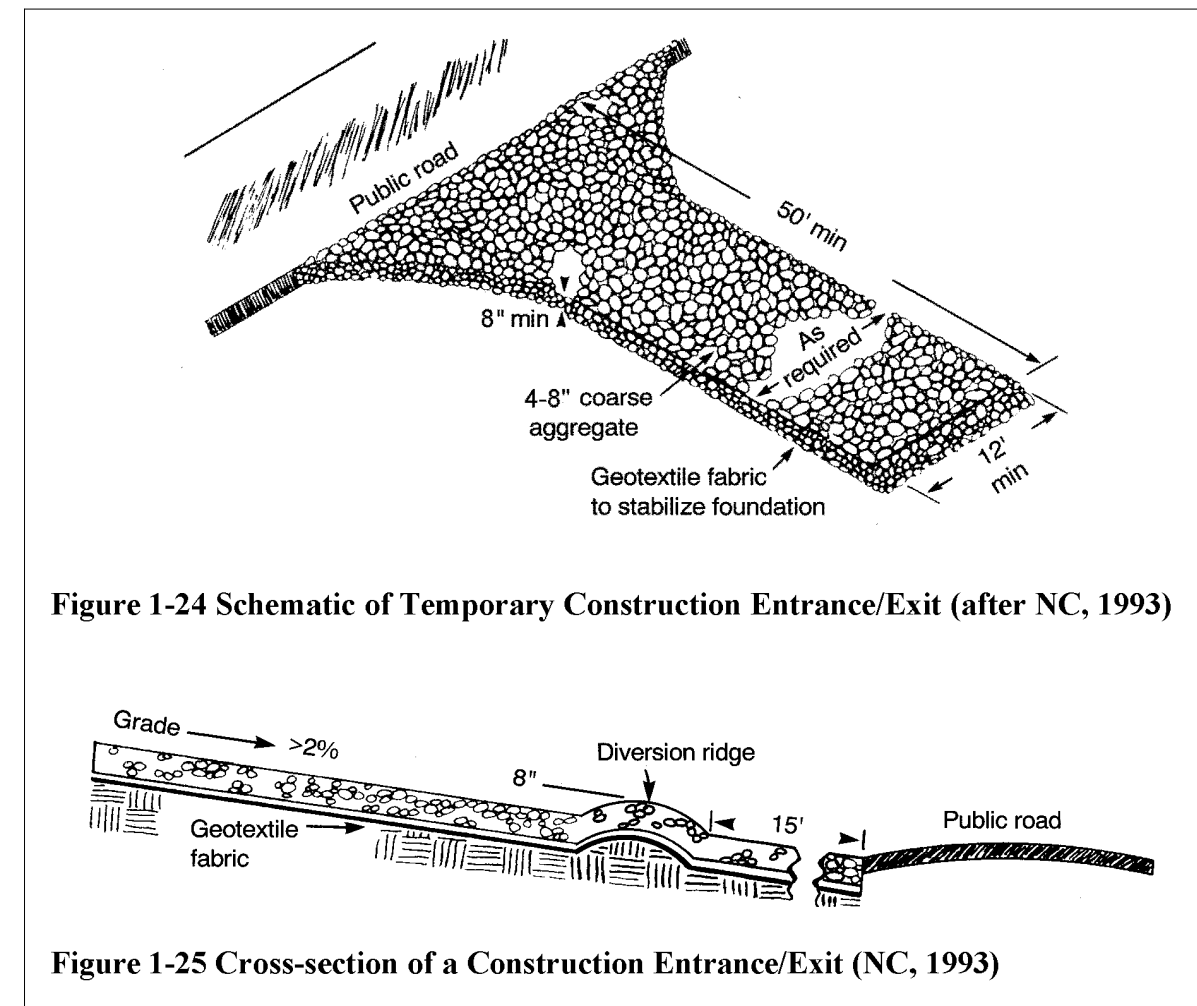 Public road
50' min
8" min
As
required
4-8" coarse
aggregate
12'
min
Geotextile fabric
to stabilize foundation
Figure 1-24 Schematic of Temporary Construction Entrance/Exit (after NC, 1993)
Grade
>2%
Diversion ridge
8"
15'
Public road
Geotextile
fabric
Figure 1-25 Cross-section of a Construction Entrance/Exit (NC, 1993)